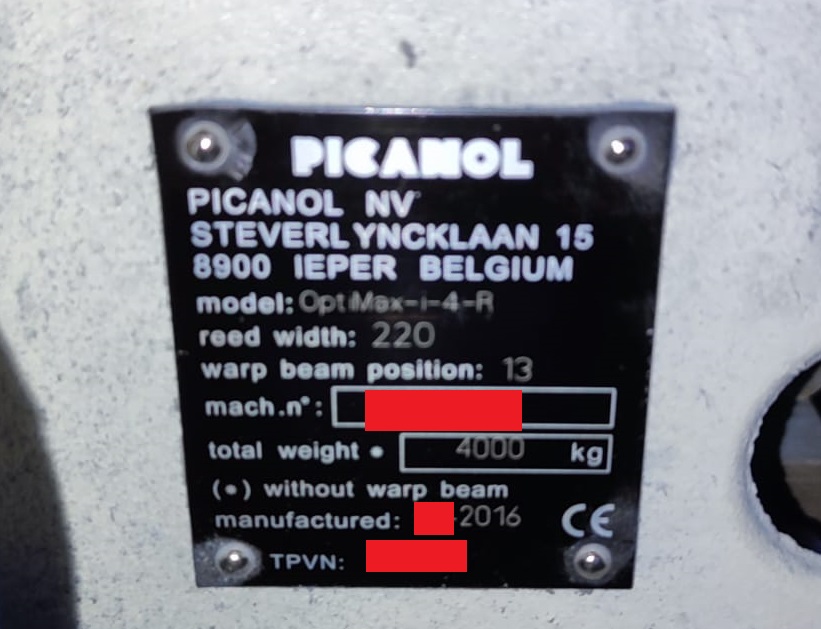 PICANOL
PICANOL NV
STEVERLYNCKLAAN 15
8900 IEPER BELGIUM
model: OptiMax-i-4-R
reed width: 220
warp beam position: 13
mach.n°:
total weight • 4000 kg
(•) without warp beam
manufactured: -2016 CE
TPVN: